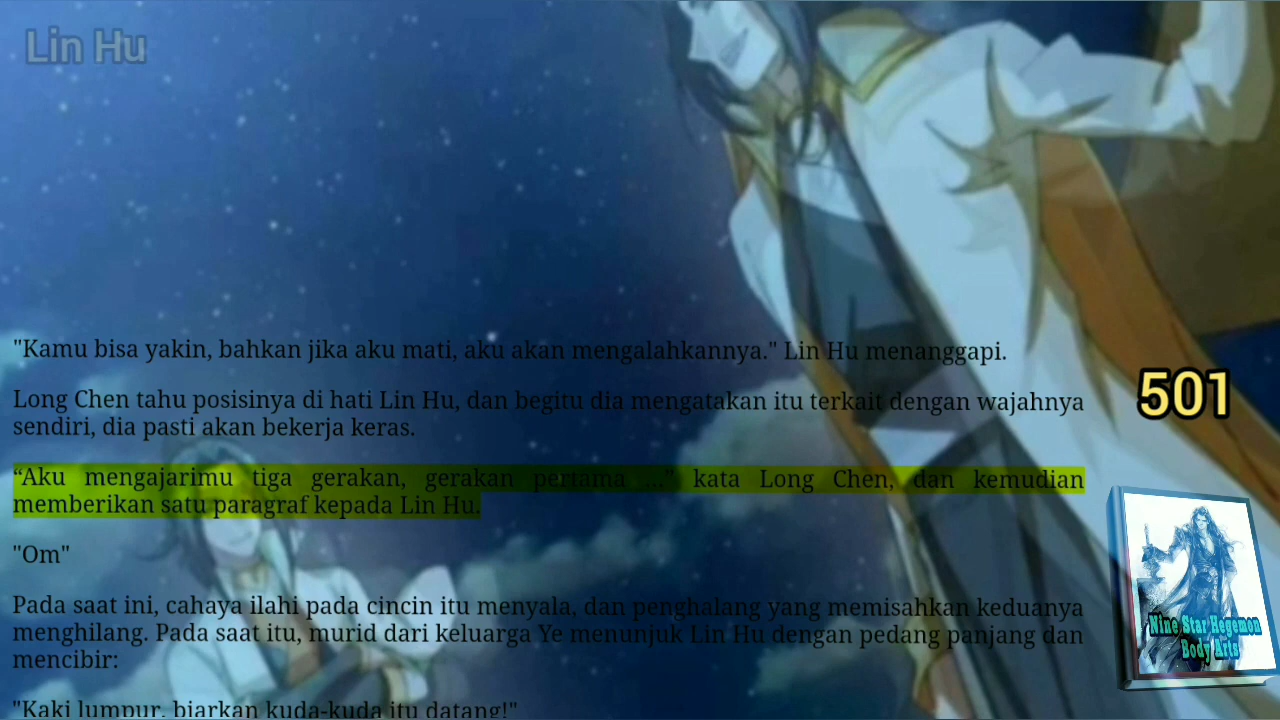 Lin Hu
"Kamu bisa yakin, bahkan jika aku mati, aku akan mengalahkannya." Lin Hu menanggapi.
Long Chen tahu posisinya di hati Lin Hu, dan begitu dia mengatakan itu terkait dengan wajahnya
sendiri, dia pasti akan bekerja keras.
501
“Aku mengajarimu tiga gerakan, gerakan pertama ...” kata Long Chen, dan kemudian
memberikan satu paragraf kepada Lin Hu.
"Om"
Pada saat ini, cahaya ilahi pada cincin itu menyala, dan penghalang yang memisahkan keduanya
menghilang. Pada saat itu, murid dari keluarga Ye menunjuk Lin Hu dengan pedang panjang dan
mencibir:
Nine Star Hegemon
Body Arts
"Kaki lumpur, biarkan kuda-kuda itu datang!"